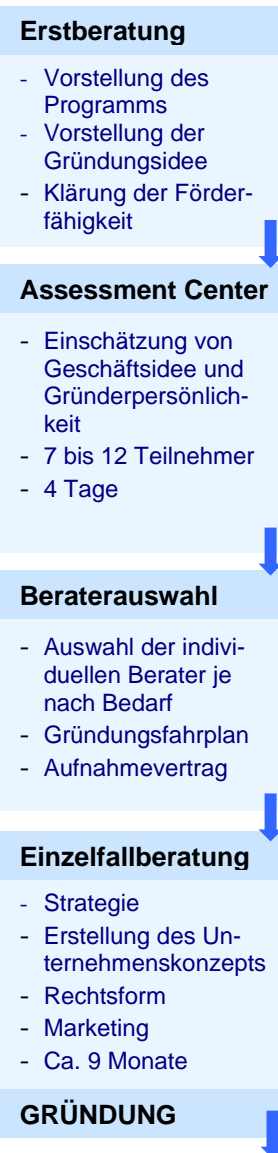 Erstberatung
- Vorstellung des
Programms
- Vorstellung der
Gründungsidee
- Klärung der Förder-
fähigkeit
Assessment Center
- Einschätzung von
Geschäftsidee und
Gründerpersönlich-
keit
- 7 bis 12 Teilnehmer
- 4 Tage
Beraterauswahl
- Auswahl der indivi-
duellen Berater je
nach Bedarf
- Gründungsfahrplan
- Aufnahmevertrag
Einzelfallberatung
- Strategie
- Erstellung des Un-
ternehmenskonzepts
- Rechtsform
- Marketing
- Ca. 9 Monate
GRÜNDUNG